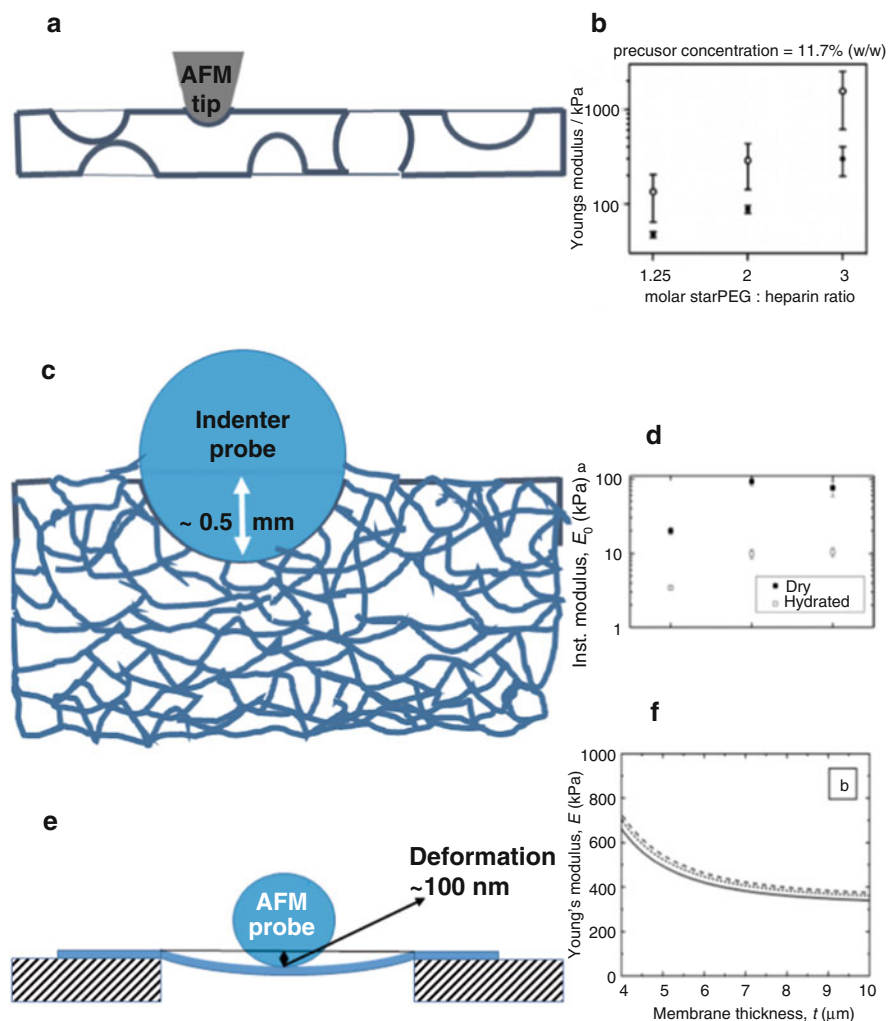 a
AFM
tip
b
precusor concentration = 11.7% (w/w)
Youngs modulus / kPa
1000
100
1.25 2 3
molar starPEG : heparin ratio
c
Indenter
probe
~ 0.5 mm
d
a
Inst. modulus, E0 (kPa)
100
10
1
Dry
Hydrated
e
AFM
probe
Deformation
~100 nm
f
b
Young's modulus, E (kPa)
1000
800
600
400
200
0
4 5 6 7 8 9 10
Membrane thickness, t (μm)